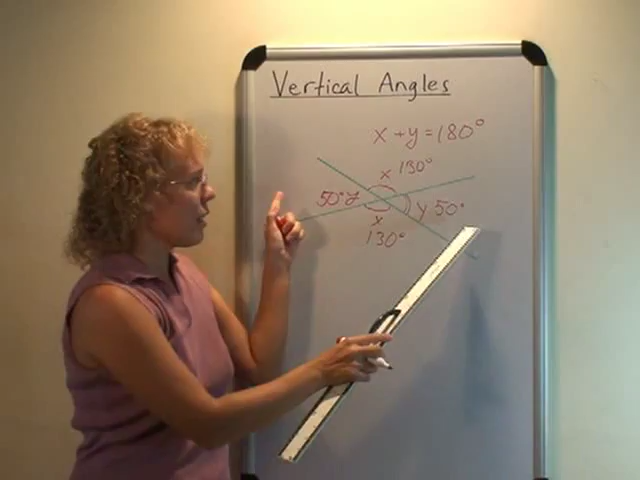 Vertical Angles
x + y = 180°
x 130°
50° y
y 50°
x
130°